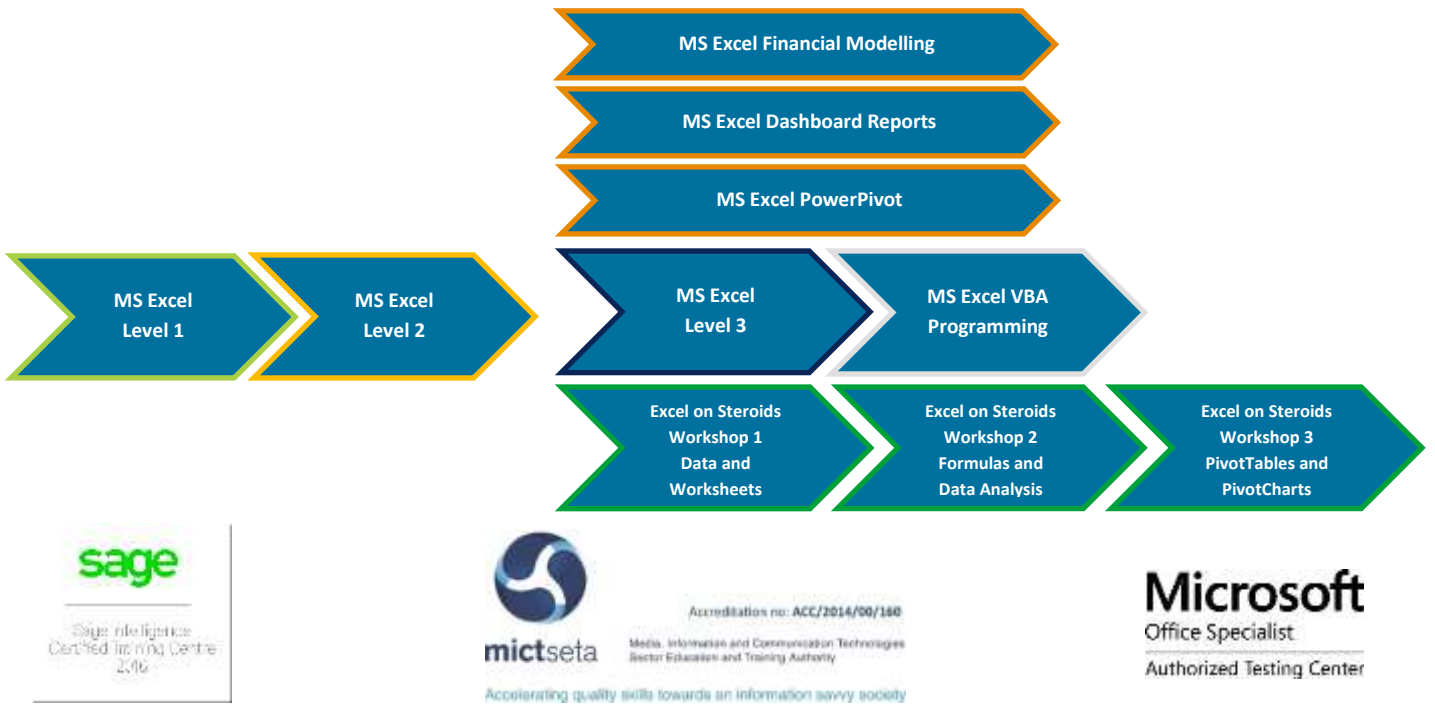 MS Excel Financial Modelling
MS Excel Dashboard Reports
MS Excel PowerPivot
MS Excel
Level 1
MS Excel
Level 2
MS Excel
Level 3
MS Excel VBA
Programming
Excel on Steroids
Workshop 1
Data and
Worksheets
Excel on Steroids
Workshop 2
Formulas and
Data Analysis
Excel on Steroids
Workshop 3
PivotTables and
PivotCharts
sage
Sage Intelligence
Certified Training Centre
mictseta
Accreditation no: ACC/2014/00/160
Media, Information and Communication Technologies
Sector Education and Training Authority
Accelerating quality skills towards an information savvy society
Microsoft
Office Specialist
Authorized Testing Center